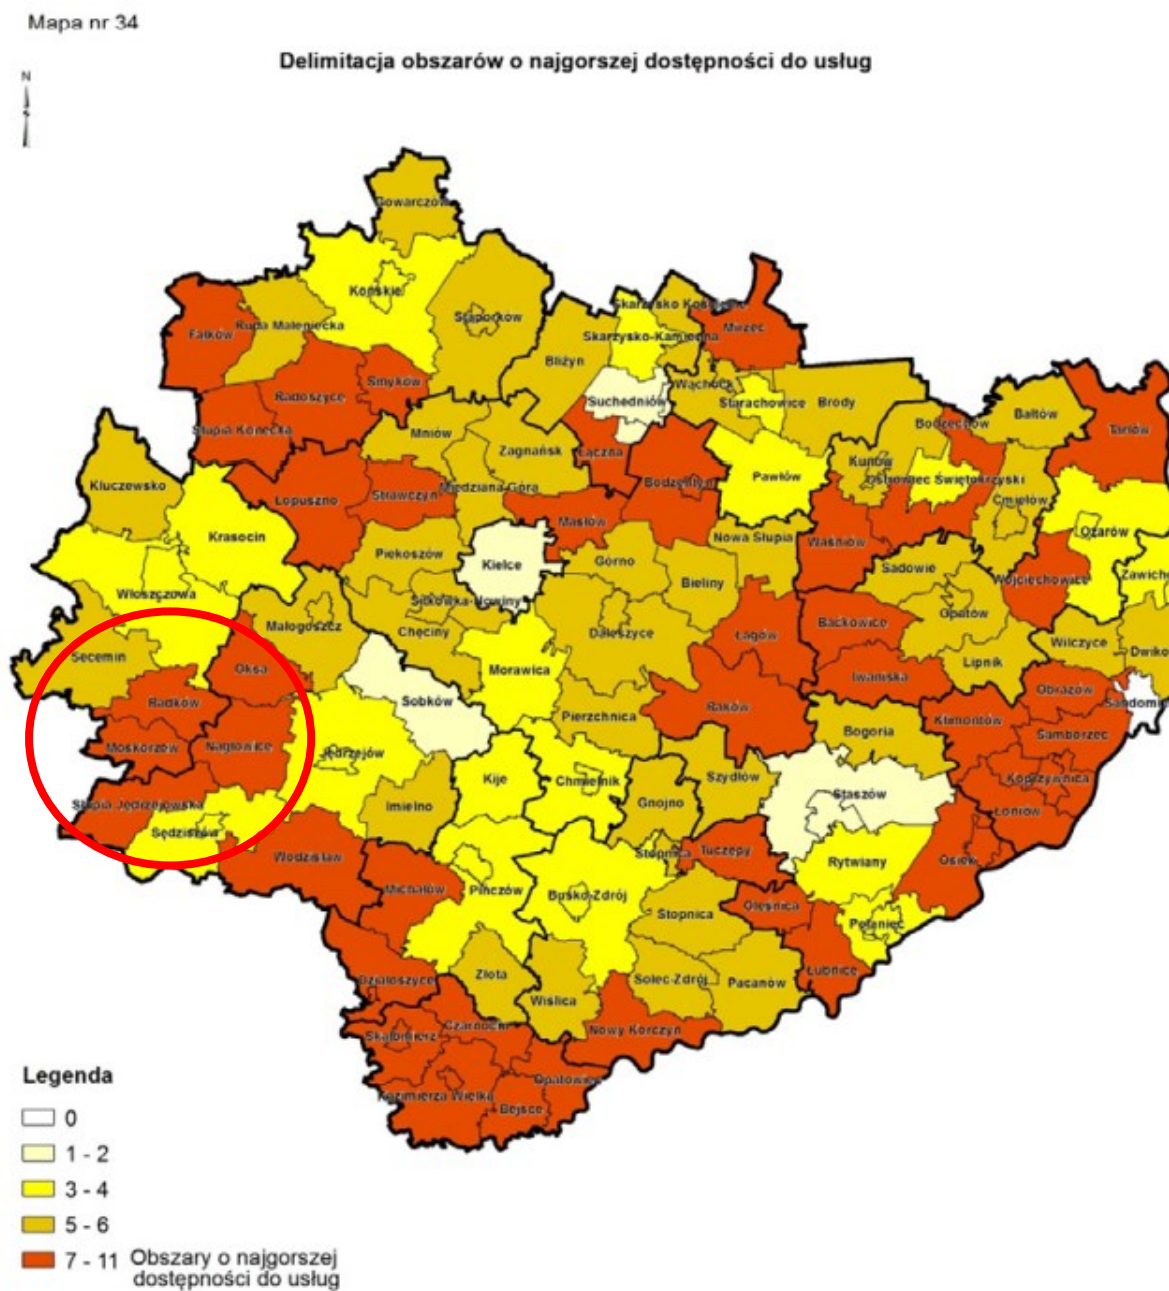 Mapa nr 34
Delimitacja obszarów o najgorszej dostępności do usług
N
Gowarczów
Końskie
Fałków
Ruda Maleniecka
Stąporków
Skarżysko Kościelne
Mirzec
Skarżysko-Kamienna
Bliżyn
Radoszyce
Smyków
Suchedniów
Wąchock
Starachowice
Brody
Bałtów
Słupia Konecka
Mniów
Bodzechów
Tarłów
Zagnańsk
Łączna
Kluczewsko
Łopuszno
Strawczyn
Miedziana Góra
Bodzentyn
Pawłów
Kunów
Ostrowiec Świętokrzyski
Ćmielów
Krasocin
Masłów
Ożarów
Piekoszów
Kielce
Górno
Nowa Słupia
Waśniów
Sadowie
Wojciechowice
Zawicho
Włoszczowa
Bieliny
Opatów
Sitkówka-Nowiny
Małogoszcz
Chęciny
Daleszyce
Łagów
Baćkowice
Wilczyce
Dwiko
Secemin
Oksa
Morawica
Lipnik
Iwaniska
Radków
Sobków
Raków
Obrazów
Sandomi
Moskorzew
Nagłowice
Pierzchnica
Bogoria
Klimontów
Samborzec
Jędrzejów
Kije
Chmielnik
Szydłów
Koprzywnica
Słupia Jędrzejowska
Imielno
Gnojno
Staszów
Łoniów
Sędziszów
Wodzisław
Stopnica
Tuczępy
Rytwiany
Osiek
Michałów
Pińczów
Busko-Zdrój
Stopnica
Oleśnica
Połaniec
Działoszyce
Złota
Wiślica
Solec-Zdrój
Pacanów
Łubnice
Skalbmierz
Czarnocin
Nowy Korczyn
Kazimierza Wielka
Opatowiec
Bejsce
Legenda
0
1 - 2
3 - 4
5 - 6
7 - 11 Obszary o najgorszej
dostępności do usług